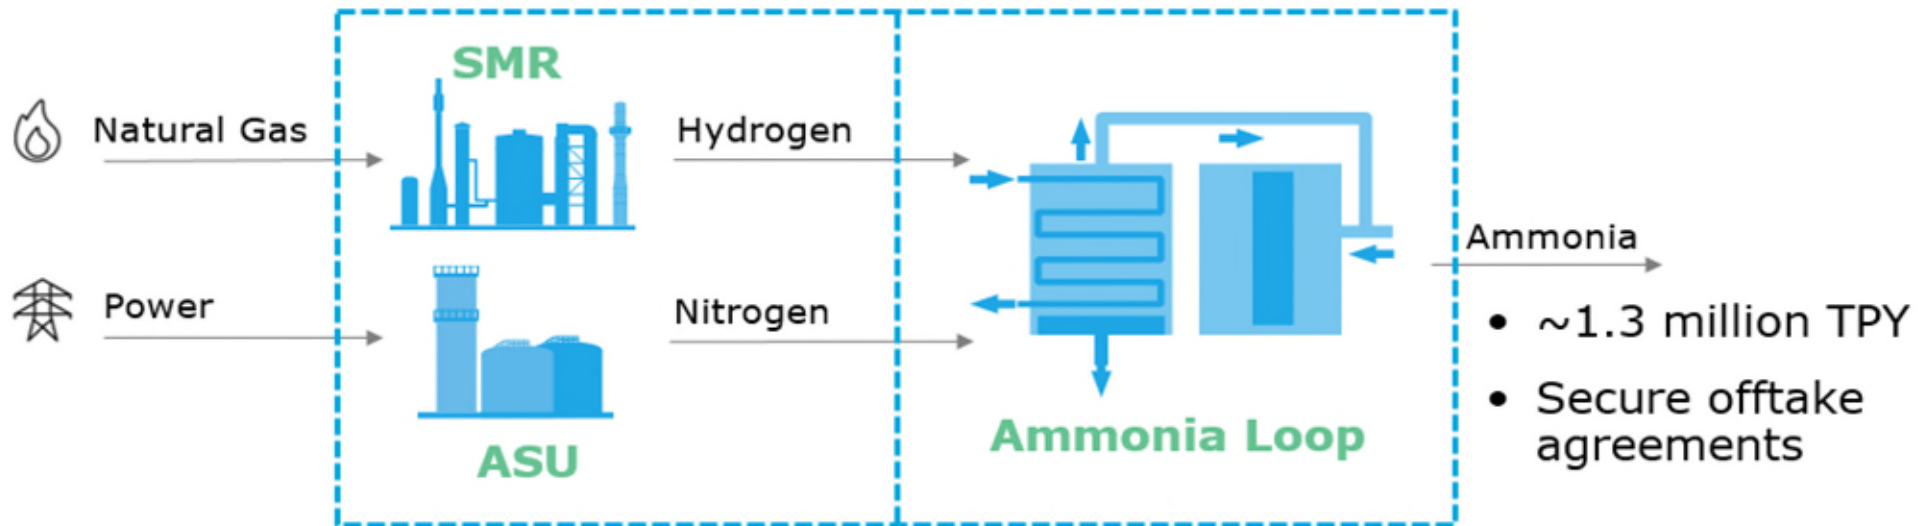 SMR
Natural Gas
Hydrogen
Power
Nitrogen
ASU
Ammonia Loop
Ammonia
• ~1.3 million TPY
• Secure offtake
agreements